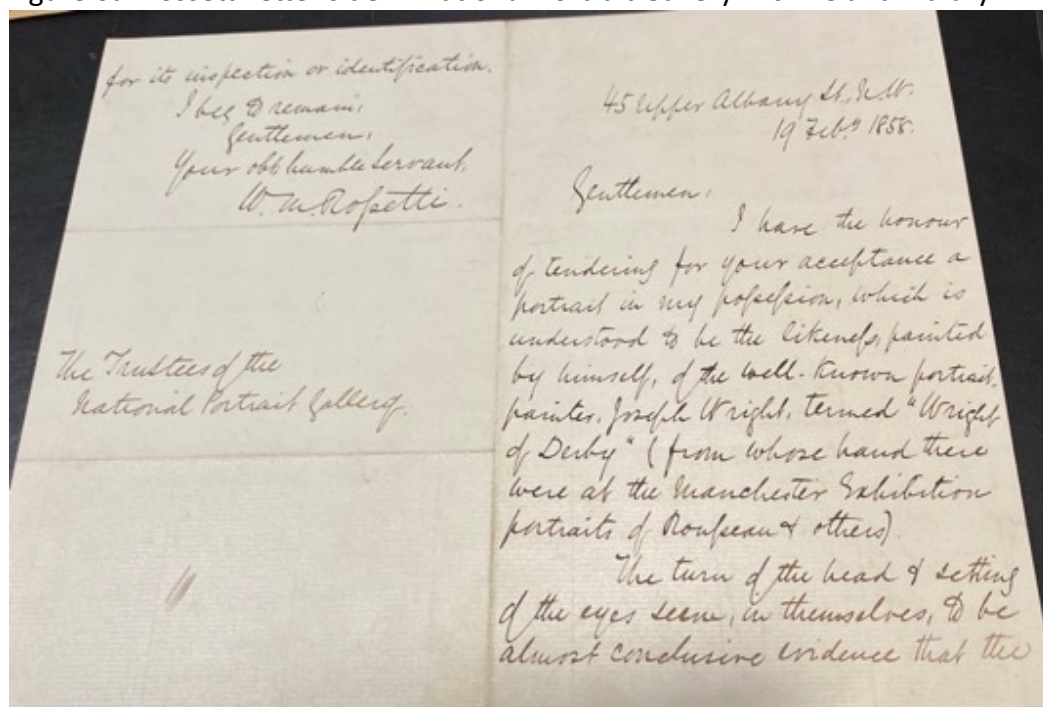 for its inspection or identification.
I beg to remain,
Gentlemen,
Your obt humble servant,
W. M. Rossetti.
The Trustees of the
National Portrait Gallery.
45 Upper Albany St., N.W.
19 Feby 1858.
Gentlemen,
I have the honour
of tendering for your acceptance a
portrait in my possession, which is
understood to be the likeness, painted
by himself, of the well-known portrait-
painter, Joseph Wright, termed "Wright
of Derby" (from whose hand there
were at the Manchester Exhibition
portraits of Rousseau & others).
The turn of the head & setting
of the eyes seem, in themselves, to be
almost conclusive evidence that the